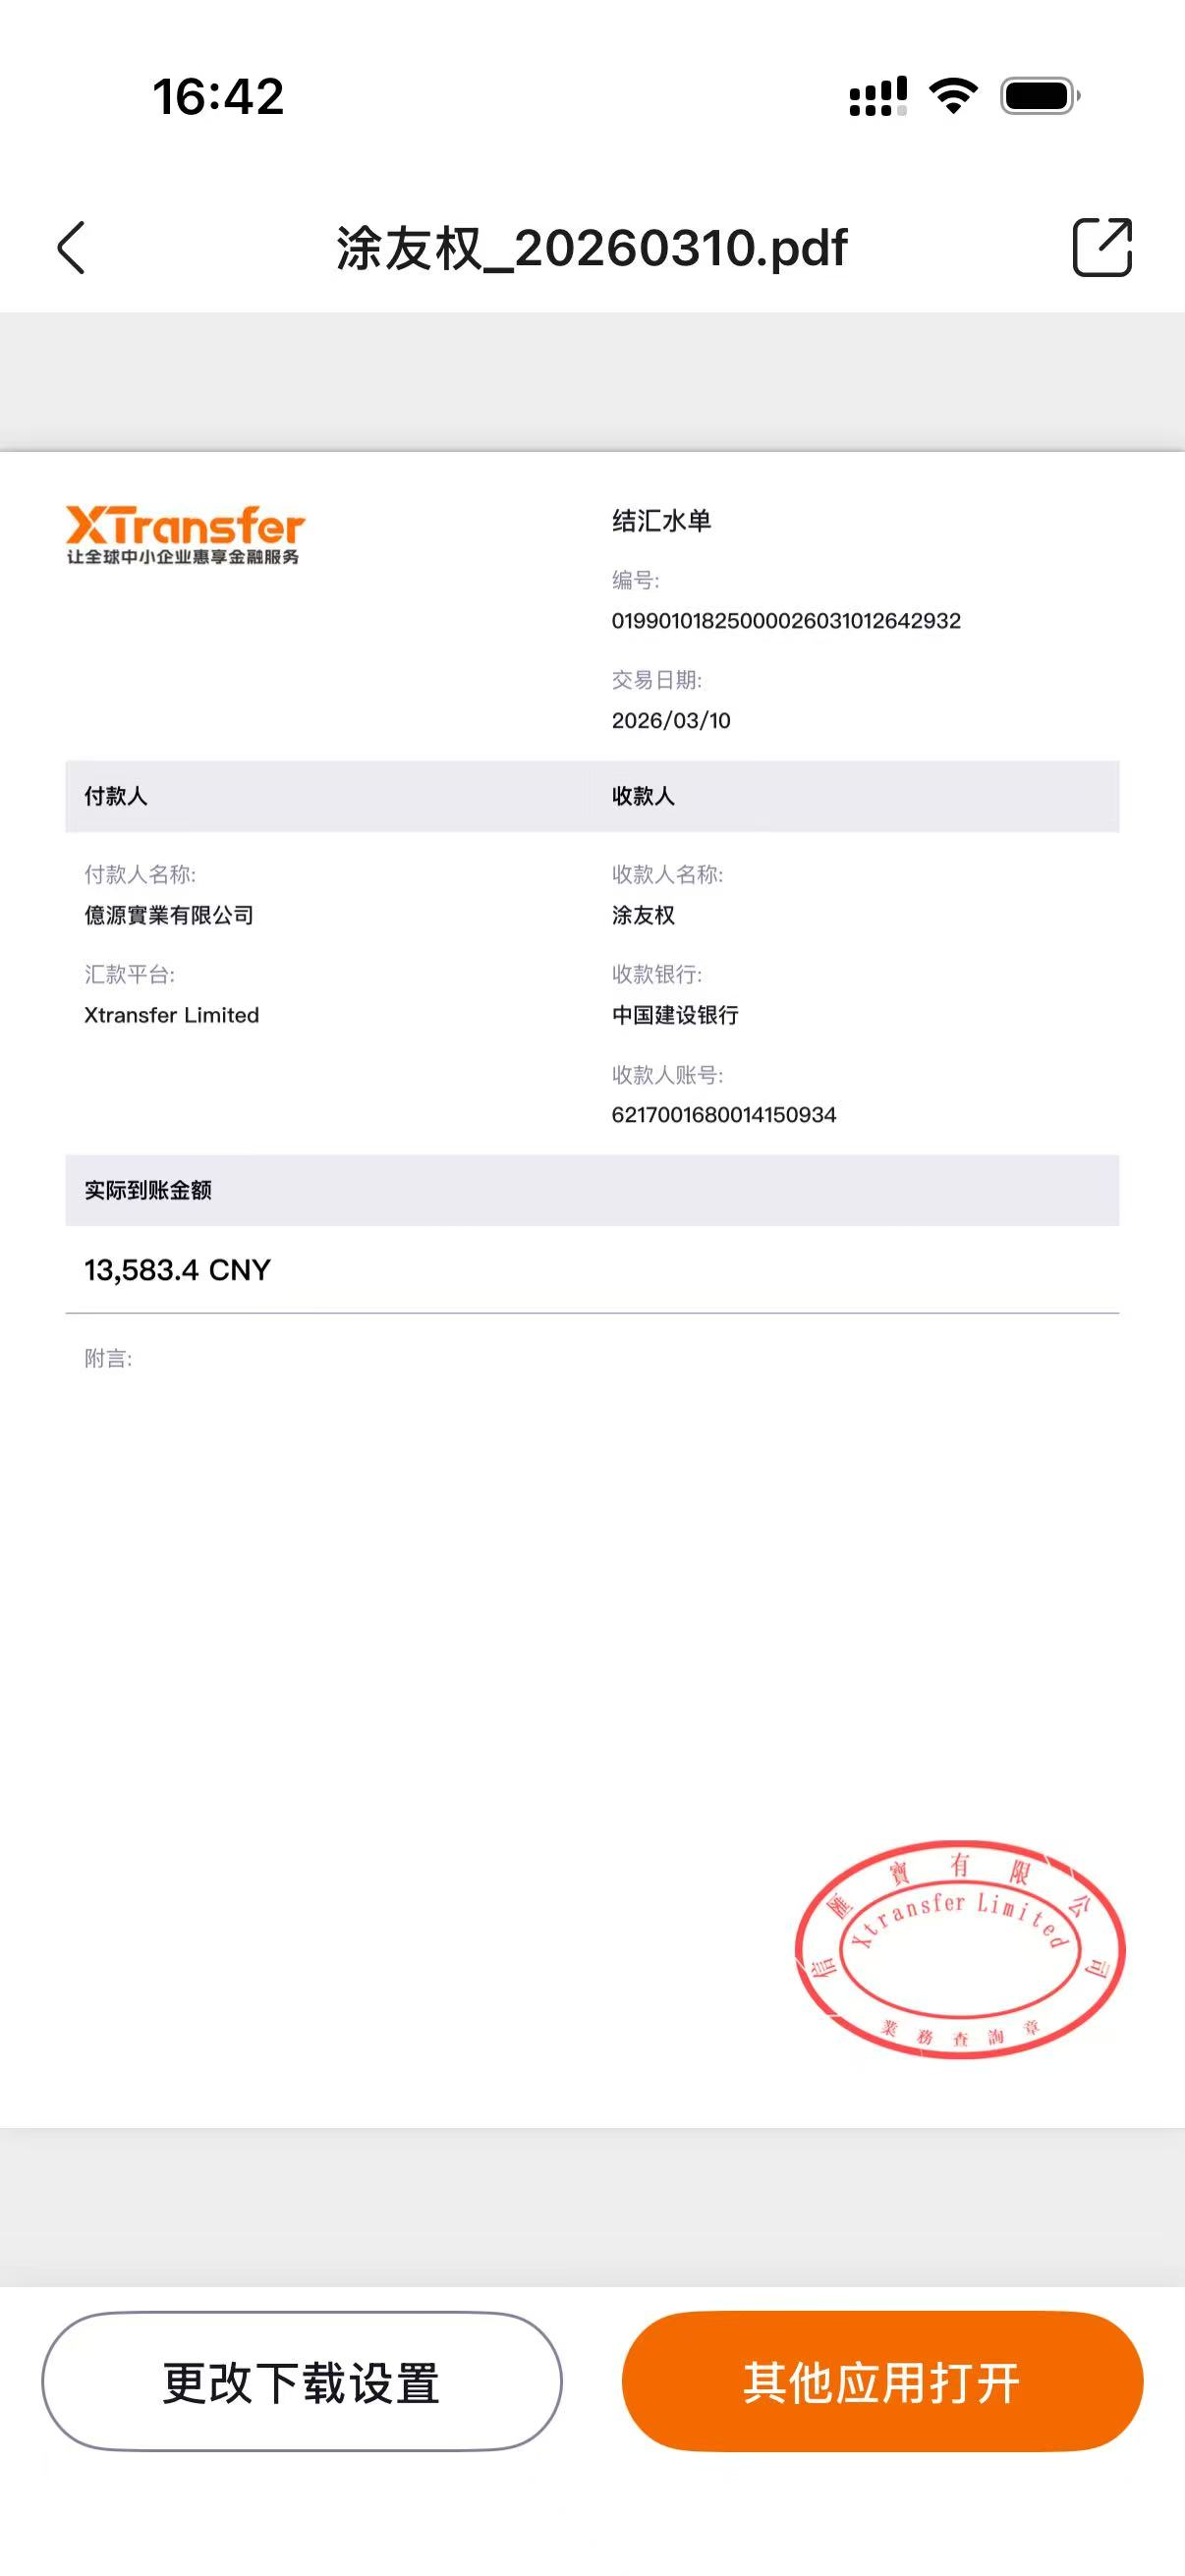 16:42
涂友权_20260310.pdf
XTransfer
让全球中小企业惠享金融服务
结汇水单
编号:
01990101825000026031012642932
交易日期:
2026/03/10
付款人
收款人
付款人名称:
億源實業有限公司
汇款平台:
Xtransfer Limited
收款人名称:
涂友权
收款银行:
中国建设银行
收款人账号:
6217001680014150934
实际到账金额
13,583.4 CNY
附言:
信匯寶有限公司
Xtransfer Limited
業務查詢章
更改下载设置
其他应用打开